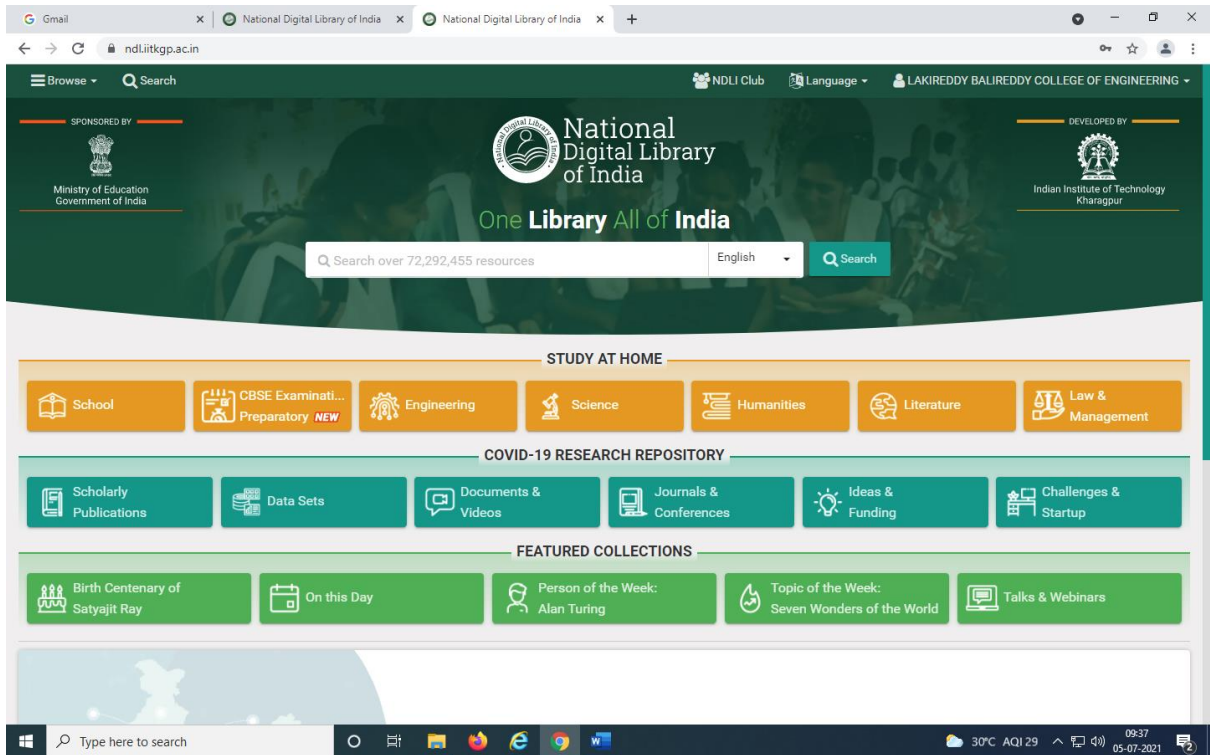 Gmail
National Digital Library of India
National Digital Library of India
ndl.iitkgp.ac.in
Browse
Search
NDLI Club
Language
LAKIREDDY BALIREDDY COLLEGE OF ENGINEERING
SPONSORED BY
Ministry of Education
Government of India
National
Digital Library
of India
DEVELOPED BY
Indian Institute of Technology
Kharagpur
One Library All of India
Search over 72,292,455 resources
English
Search
STUDY AT HOME
School
CBSE Examinati...
Preparatory NEW
Engineering
Science
Humanities
Literature
Law &
Management
COVID-19 RESEARCH REPOSITORY
Scholarly
Publications
Data Sets
Documents &
Videos
Journals &
Conferences
Ideas &
Funding
Challenges &
Startup
FEATURED COLLECTIONS
Birth Centenary of
Satyajit Ray
On this Day
Person of the Week:
Alan Turing
Topic of the Week:
Seven Wonders of the World
Talks & Webinars
Type here to search
30°C AQI 29
09:37
05-07-2021